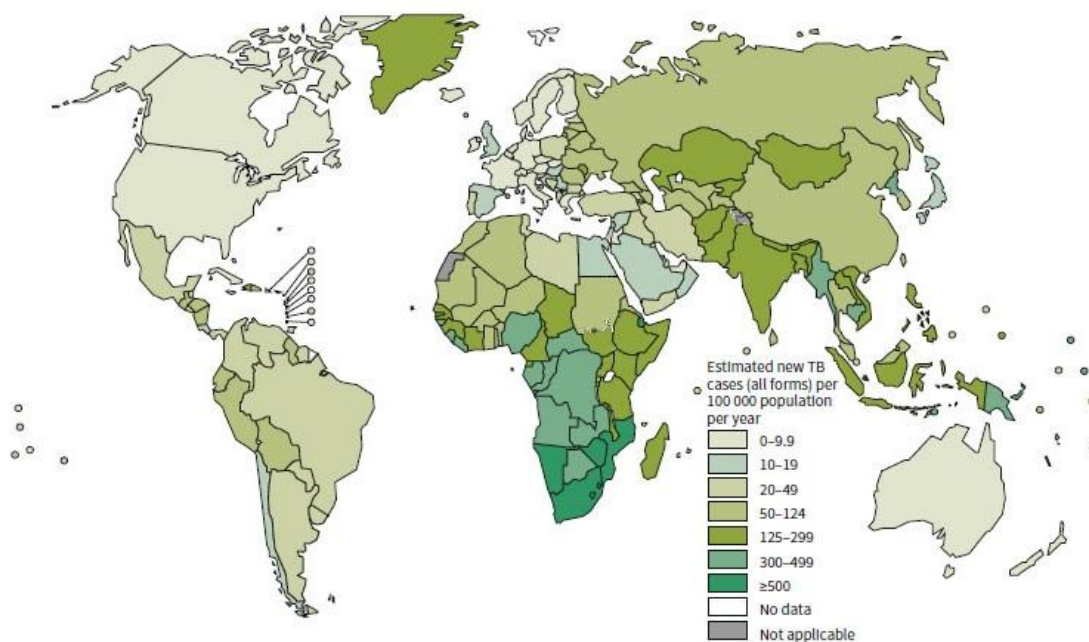 Estimated new TB
cases (all forms) per
100 000 population
per year
0–9.9
10–19
20–49
50–124
125–299
300–499
≥500
No data
Not applicable